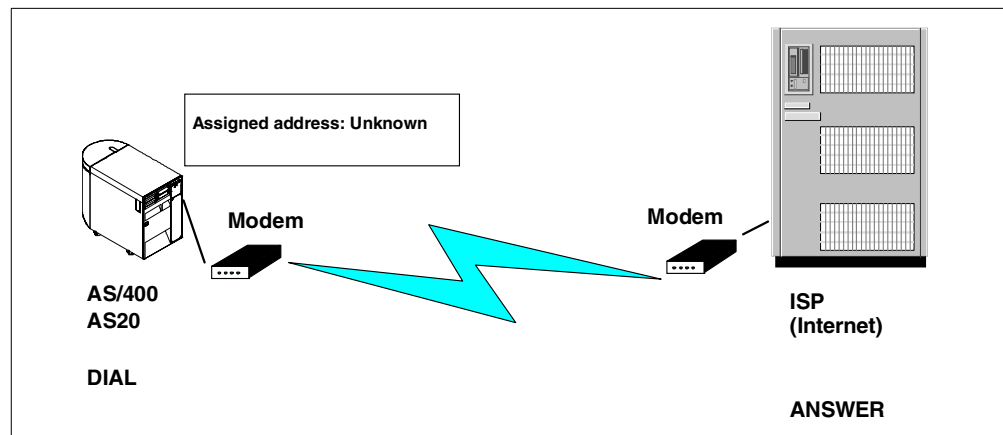 Assigned address: Unknown
Modem
Modem
AS/400
AS20
DIAL
ISP
(Internet)
ANSWER